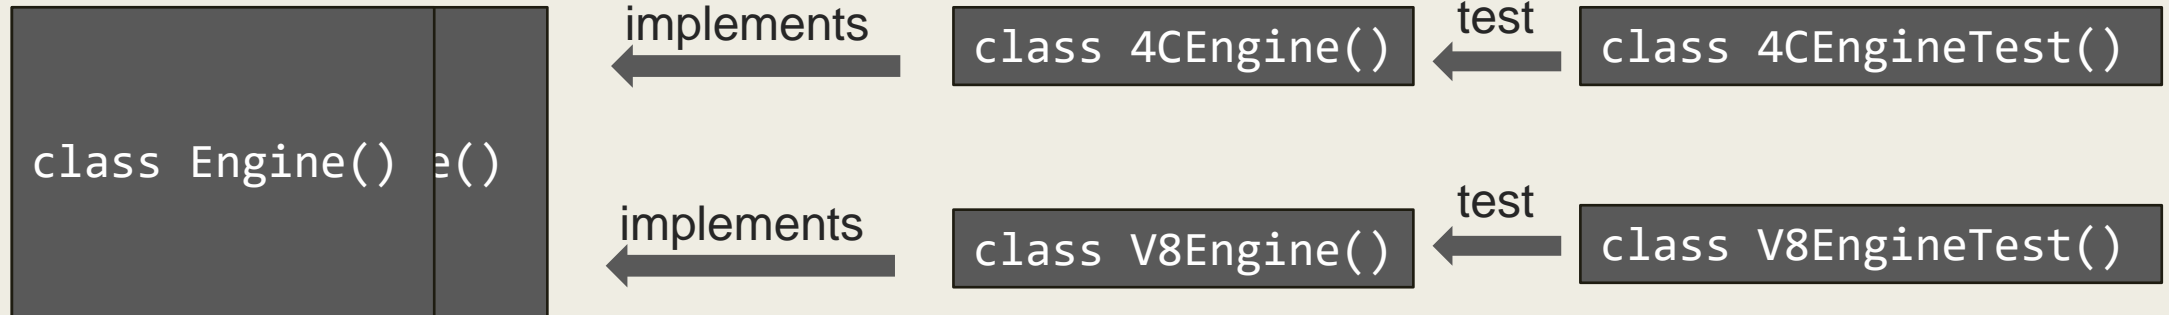 implements
class 4CEngine()
test
class 4CEngineTest()
class Engine()
e()
implements
class V8Engine()
test
class V8EngineTest()